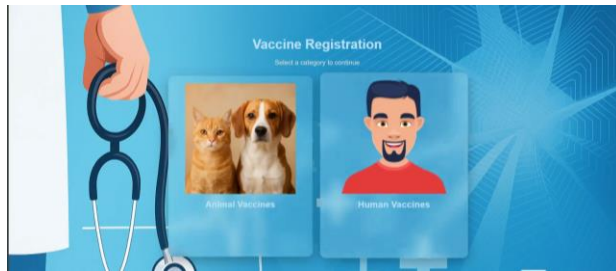 Vaccine Registration
Select a category to continue
Animal Vaccines
Human Vaccines